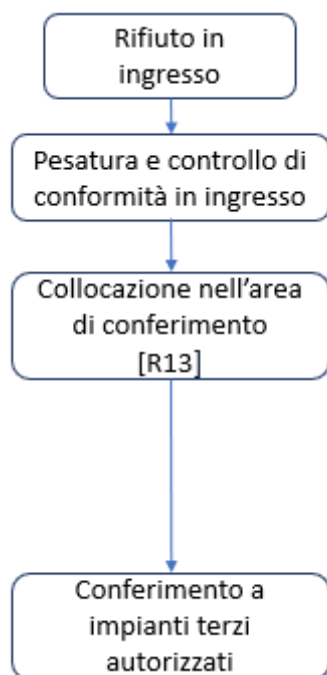 Rifiuto in
ingresso
Pesatura e controllo di
conformità in ingresso
Collocazione nell’area
di conferimento
[R13]
Conferimento a
impianti terzi
autorizzati